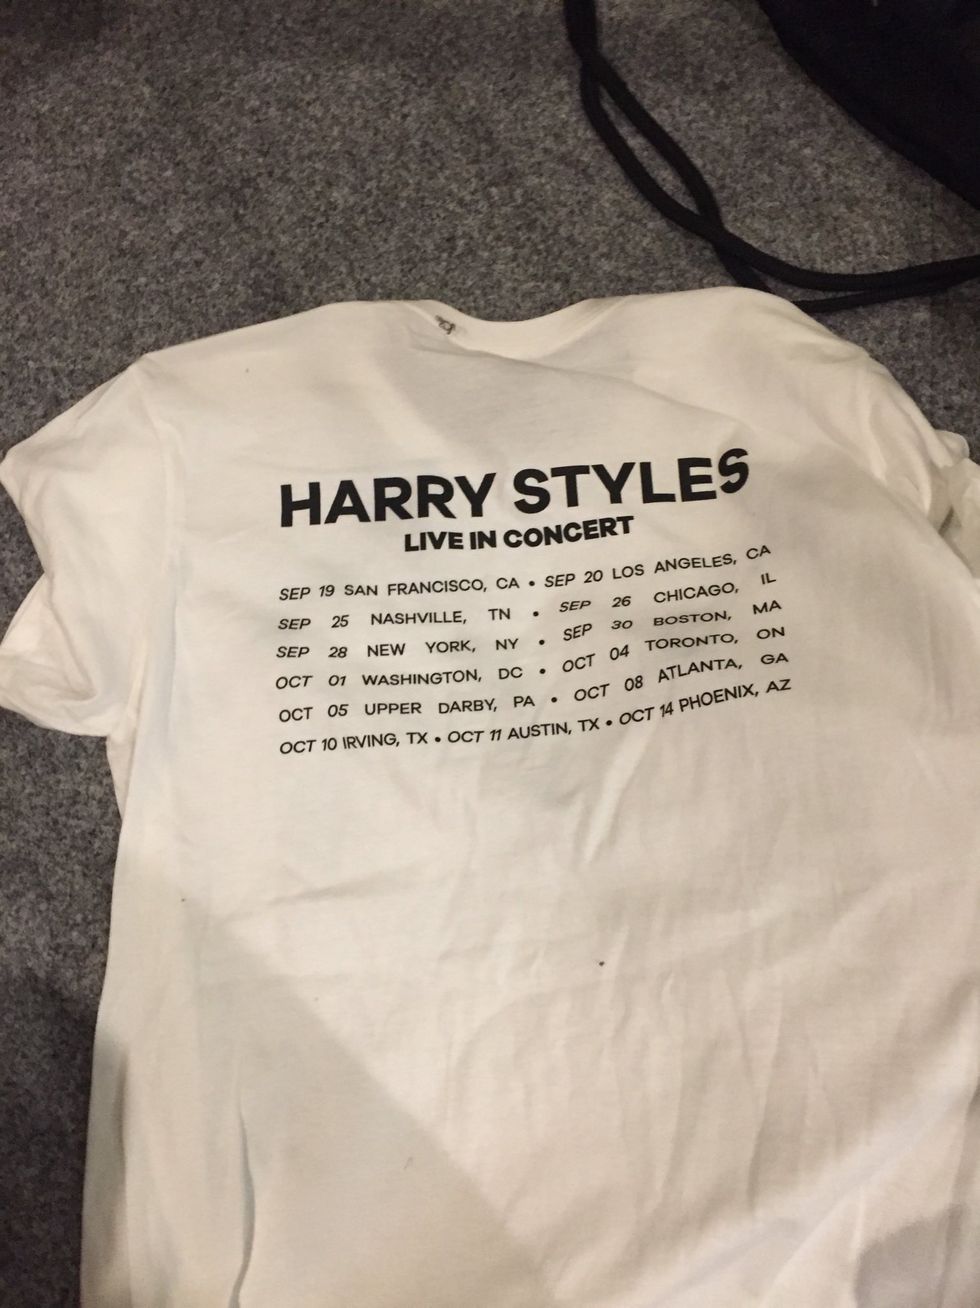 HARRY STYLES
LIVE IN CONCERT
SEP 19 SAN FRANCISCO, CA • SEP 20 LOS ANGELES, CA
SEP 25 NASHVILLE, TN • SEP 26 CHICAGO, IL
SEP 28 NEW YORK, NY • SEP 30 BOSTON, MA
OCT 01 WASHINGTON, DC • OCT 04 TORONTO, ON
OCT 05 UPPER DARBY, PA • OCT 08 ATLANTA, GA
OCT 10 IRVING, TX • OCT 11 AUSTIN, TX • OCT 14 PHOENIX, AZ